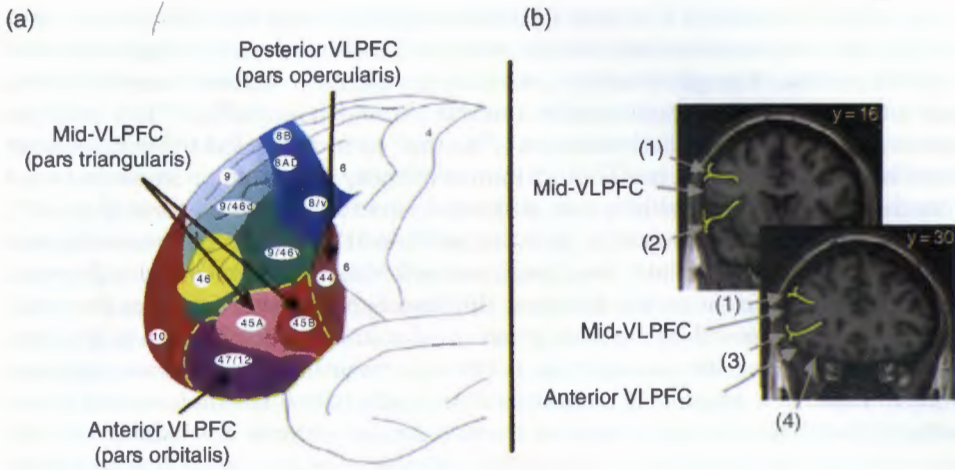 (a)
Posterior VLPFC
(pars opercularis)
Mid-VLPFC
(pars triangularis)
8B
4
8AD
6
9
9/46d
8/v
9/46v
6
46
44
45A
45B
10
47/12
Anterior VLPFC
(pars orbitalis)
(b)
y = 16
(1)
Mid-VLPFC
(2)
y = 30
(1)
Mid-VLPFC
(3)
Anterior VLPFC
(4)